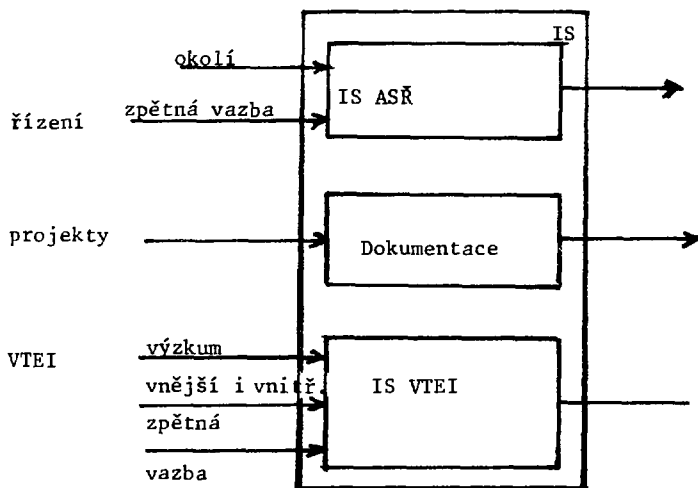 IS
okolí
IS ASŘ
zpětná vazba
řízení
projekty
Dokumentace
VTEI
výzkum
vnější i vnitř.
IS VTEI
zpětná
vazba